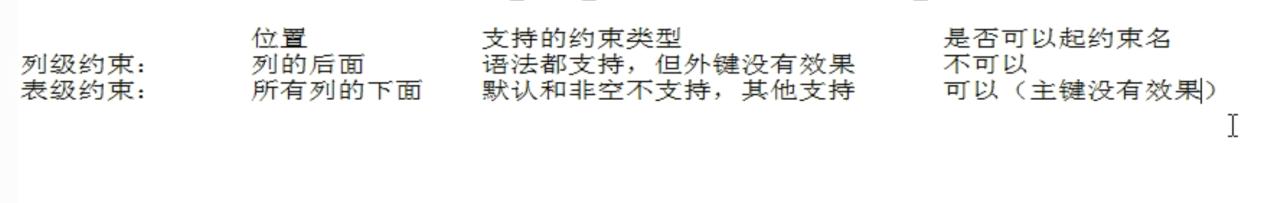 位置 支持的约束类型 是否可以起约束名
列级约束: 列的后面 语法都支持，但外键没有效果 不可以
表级约束: 所有列的下面 默认和非空不支持，其他支持 可以（主键没有效果）